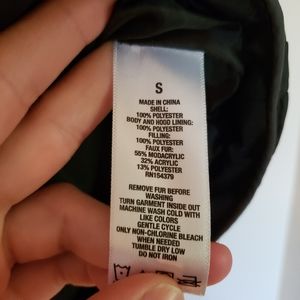 S
MADE IN CHINA
SHELL:
100% POLYESTER
BODY AND HOOD LINING:
100% POLYESTER
FILLING:
100% POLYESTER
FAUX FUR:
55% MODACRYLIC
32% ACRYLIC
13% POLYESTER
RN154379
REMOVE FUR BEFORE
WASHING
TURN GARMENT INSIDE OUT
MACHINE WASH COLD WITH
LIKE COLORS
GENTLE CYCLE
ONLY NON-CHLORINE BLEACH
WHEN NEEDED
TUMBLE DRY LOW
DO NOT IRON